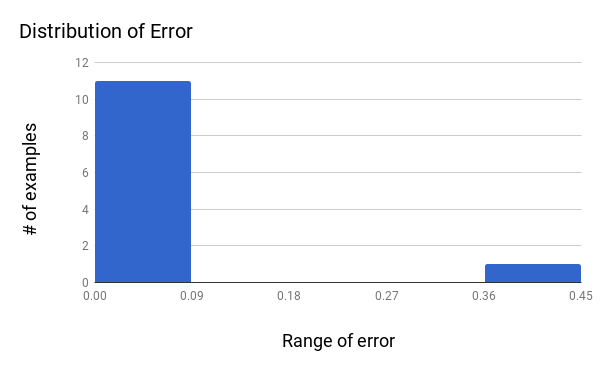 Distribution of Error
12
10
8
6
4
2
0
# of examples
0.00 0.09 0.18 0.27 0.36 0.45
Range of error